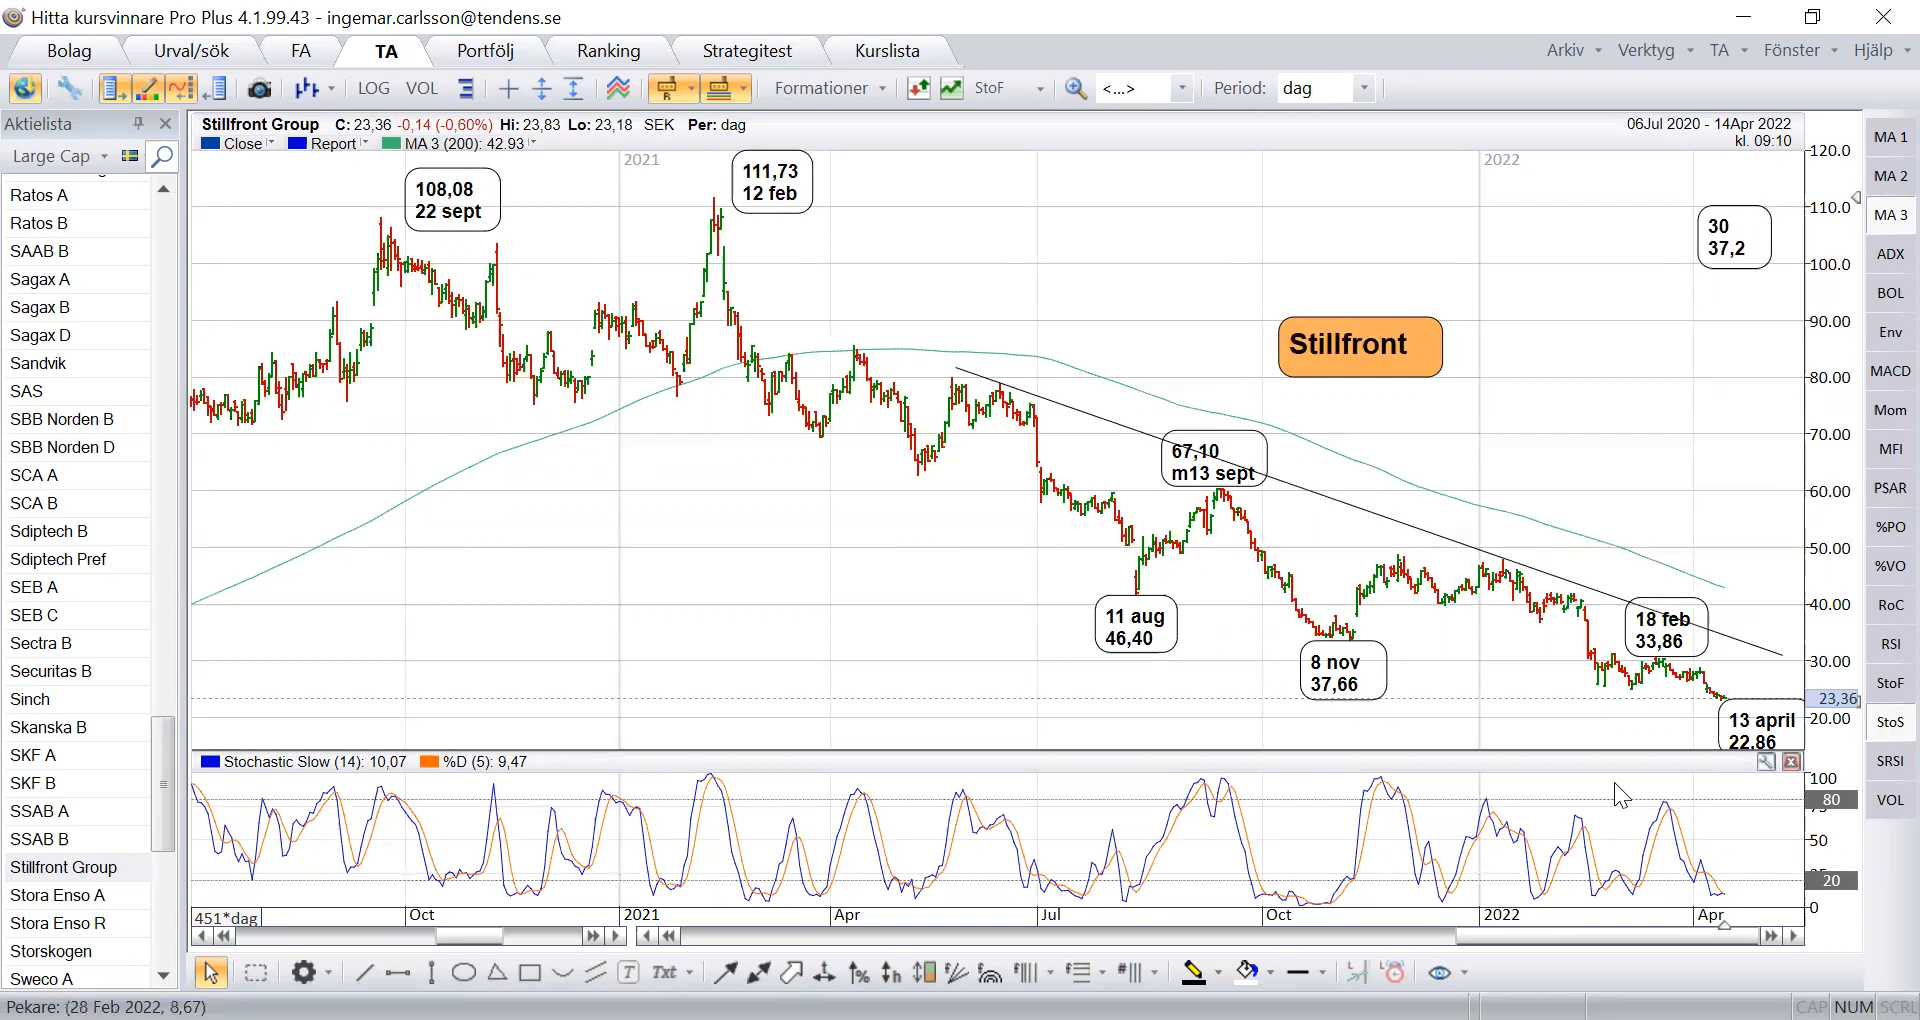 Hitta kursvinnare Pro Plus 4.1.99.43 - ingemar.carlsson@tendens.se
Bolag Urval/sök FA TA Portfölj Ranking Strategitest Kurslista Arkiv Verktyg TA Fönster Hjälp
LOG VOL R Formationer StoF <...> Period: dag
Aktielista
Large Cap
Ratos A
Ratos B
SAAB B
Sagax A
Sagax B
Sagax D
Sandvik
SAS
SBB Norden B
SBB Norden D
SCA A
SCA B
Sdiptech B
Sdiptech Pref
SEB A
SEB C
Sectra B
Securitas B
Sinch
Skanska B
SKF A
SKF B
SSAB A
SSAB B
Stillfront Group
Stora Enso A
Stora Enso R
Storskogen
Sweco A
Stillfront Group C: 23,36 -0,14 (-0,60%) Hi: 23,83 Lo: 23,18 SEK Per: dag
06Jul 2020 - 14Apr 2022
kl. 09:10
Close Report MA 3 (200): 42.93
2021
2022
108,08
22 sept
111,73
12 feb
30
37,2
Stillfront
67,10
m13 sept
11 aug
46,40
8 nov
37,66
18 feb
33,86
13 april
22,86
120.0
110.0
100.0
90.00
80.00
70.00
60.00
50.00
40.00
30.00
23,36
20.00
Stochastic Slow (14): 10,07 %D (5): 9,47
100
80
50
20
0
451*dag Oct 2021 Apr Jul Oct 2022 Apr
MA 1
MA 2
MA 3
ADX
BOL
Env
MACD
Mom
MFI
PSAR
%PO
%VO
RoC
RSI
StoF
StoS
SRSI
VOL
T Txt
Pekare: (28 Feb 2022, 8,67)
CAP NUM SCRL